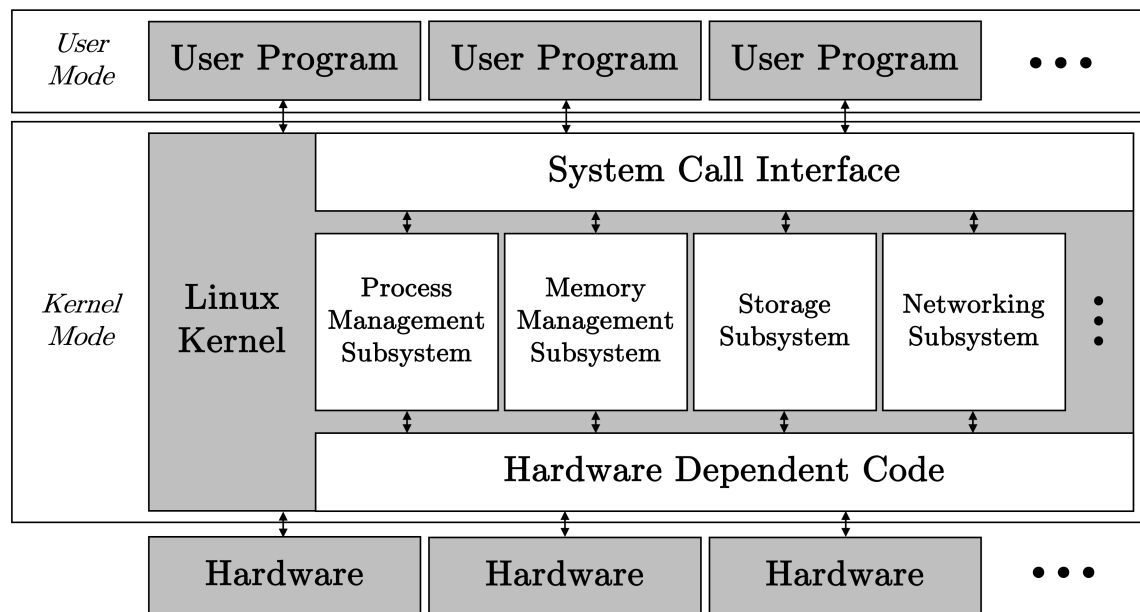 User
Mode
User Program
User Program
User Program
System Call Interface
Kernel
Mode
Linux
Kernel
Process
Management
Subsystem
Memory
Management
Subsystem
Storage
Subsystem
Networking
Subsystem
Hardware Dependent Code
Hardware
Hardware
Hardware